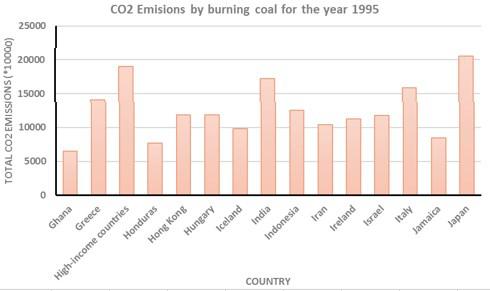 CO2 Emisions by burning coal for the year 1995
TOTAL CO2 EMISSIONS (*10000)
25000
20000
15000
10000
5000
0
Ghana
Greece
High-income countries
Honduras
Hong Kong
Hungary
Iceland
India
Indonesia
Iran
Ireland
Israel
Italy
Jamaica
Japan
COUNTRY